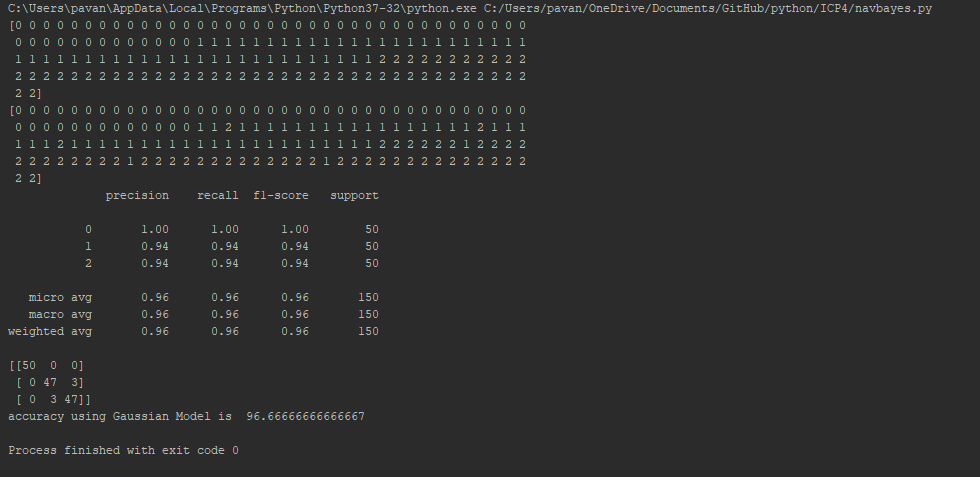 C:\Users\pavan\AppData\Local\Programs\Python\Python37-32\python.exe C:/Users/pavan/OneDrive/Documents/GitHub/python/ICP4/navbayes.py
[0 0 0 0 0 0 0 0 0 0 0 0 0 0 0 0 0 0 0 0 0 0 0 0 0 0 0 0 0 0 0 0 0 0 0 0 0
0 0 0 0 0 0 0 0 0 0 0 0 0 1 1 1 1 1 1 1 1 1 1 1 1 1 1 1 1 1 1 1 1 1 1 1 1
1 1 1 1 1 1 1 1 1 1 1 1 1 1 1 1 1 1 1 1 1 1 1 1 1 1 2 2 2 2 2 2 2 2 2 2 2
2 2 2 2 2 2 2 2 2 2 2 2 2 2 2 2 2 2 2 2 2 2 2 2 2 2 2 2 2 2 2 2 2 2 2 2 2
2 2]
[0 0 0 0 0 0 0 0 0 0 0 0 0 0 0 0 0 0 0 0 0 0 0 0 0 0 0 0 0 0 0 0 0 0 0 0 0
0 0 0 0 0 0 0 0 0 0 0 0 0 1 1 2 1 1 1 1 1 1 1 1 1 1 1 1 1 1 1 1 1 2 1 1 1
1 1 1 2 1 1 1 1 1 1 1 1 1 1 1 1 1 1 1 1 1 1 1 1 1 1 2 2 2 2 2 2 1 2 2 2 2
2 2 2 2 2 2 2 2 1 2 2 2 2 2 2 2 2 2 2 2 2 2 1 2 2 2 2 2 2 2 2 2 2 2 2 2 2
2 2]
precision recall f1-score support
0 1.00 1.00 1.00 50
1 0.94 0.94 0.94 50
2 0.94 0.94 0.94 50
micro avg 0.96 0.96 0.96 150
macro avg 0.96 0.96 0.96 150
weighted avg 0.96 0.96 0.96 150
[[50 0 0]
[ 0 47 3]
[ 0 3 47]]
accuracy using Gaussian Model is 96.66666666666667
Process finished with exit code 0